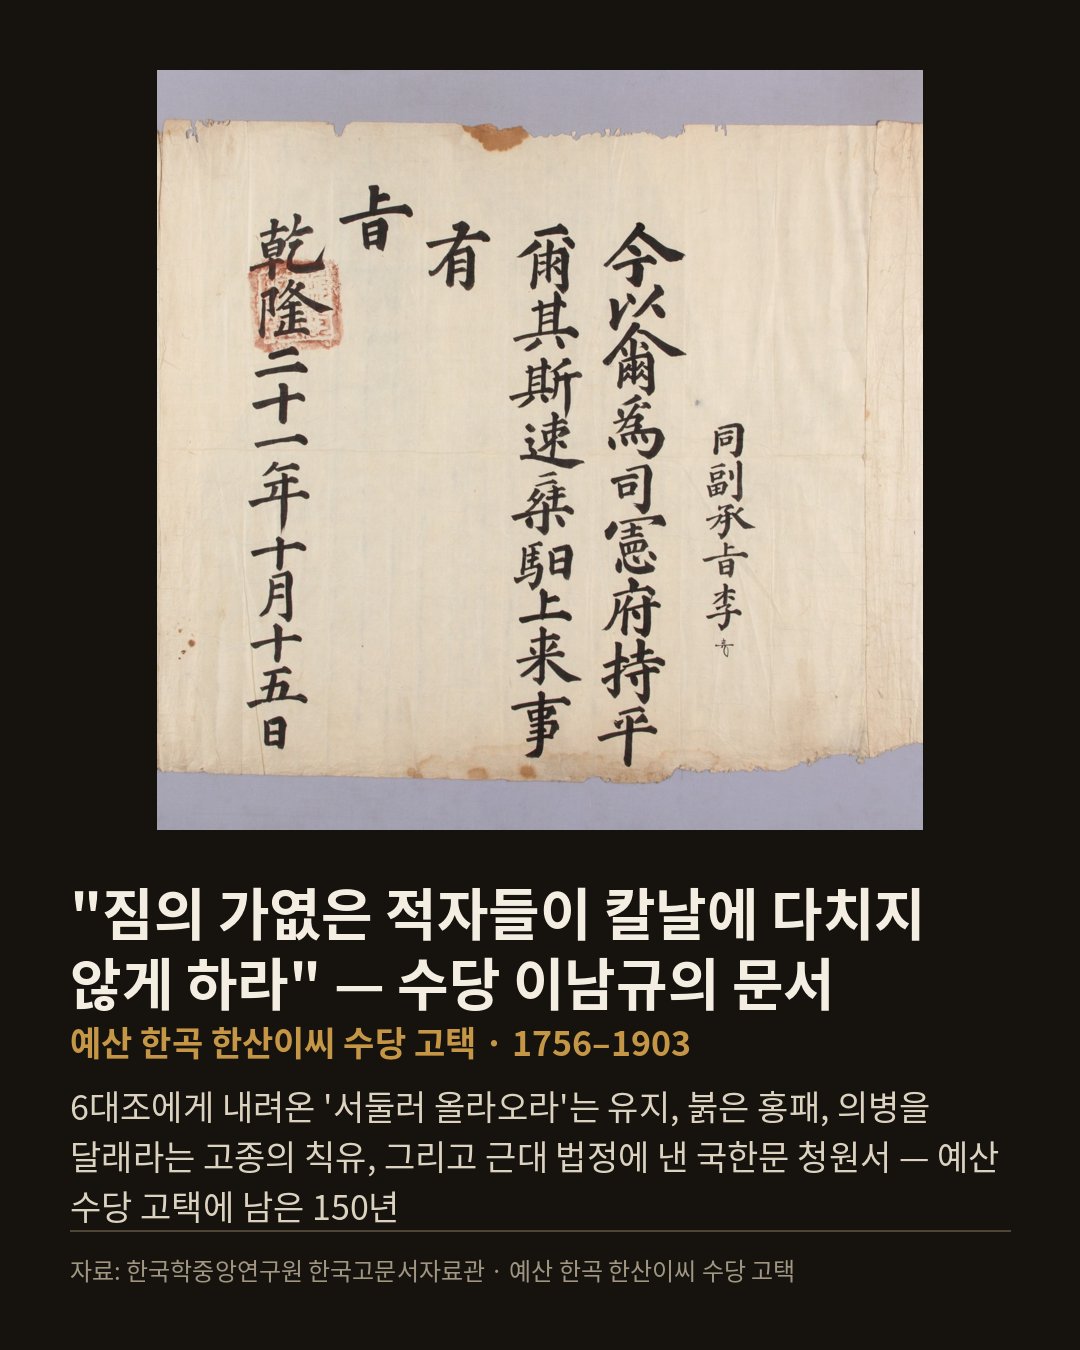 同副承旨李
今以爾爲司憲府持平
爾其斯速乘馹上来事
有
旨
乾隆二十一年十月十五日
"짐의 가엾은 적자들이 칼날에 다치지
않게 하라" — 수당 이남규의 문서
예산 한곡 한산이씨 수당 고택 · 1756–1903
6대조에게 내려온 '서둘러 올라오라'는 유지, 붉은 홍패, 의병을
달래라는 고종의 칙유, 그리고 근대 법정에 낸 국한문 청원서 — 예산
수당 고택에 남은 150년
자료: 한국학중앙연구원 한국고문서자료관 · 예산 한곡 한산이씨 수당 고택